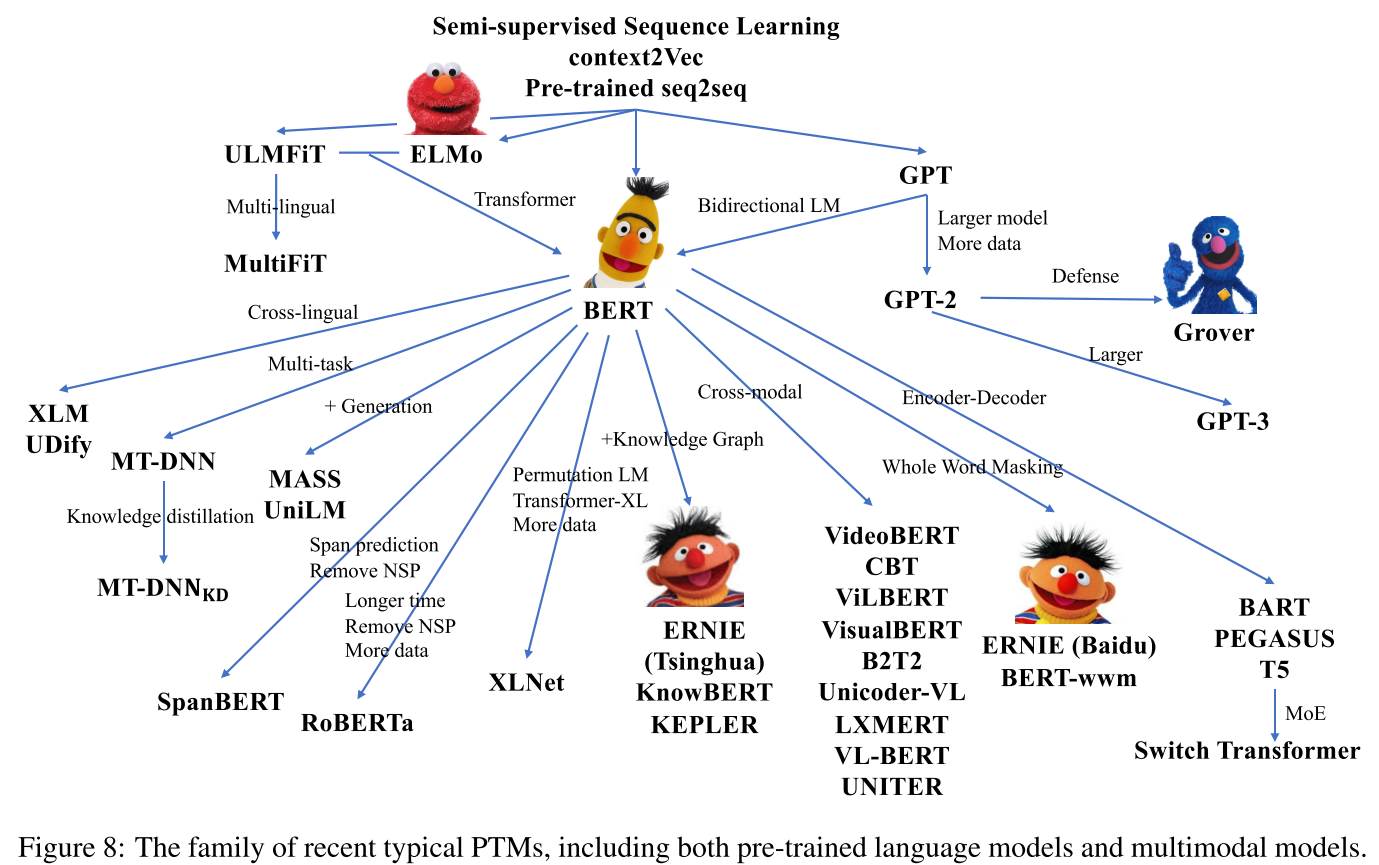 Semi-supervised Sequence Learning
context2Vec
Pre-trained seq2seq
ULMFiT
ELMo
GPT
Multi-lingual
Transformer
Bidirectional LM
Larger model
More data
MultiFiT
Defense
GPT-2
BERT
Grover
Cross-lingual
Multi-task
+ Generation
Cross-modal
Encoder-Decoder
Larger
GPT-3
XLM
UDify
MT-DNN
MASS
UniLM
+Knowledge Graph
Whole Word Masking
Permutation LM
Transformer-XL
More data
Knowledge distillation
MT-DNN_KD
Span prediction
Remove NSP
Longer time
Remove NSP
More data
SpanBERT
RoBERTa
XLNet
ERNIE
(Tsinghua)
KnowBERT
KEPLER
VideoBERT
CBT
ViLBERT
VisualBERT
B2T2
Unicoder-VL
LXMERT
VL-BERT
UNITER
ERNIE (Baidu)
BERT-wwm
BART
PEGASUS
T5
MoE
Switch Transformer
Figure 8: The family of recent typical PTMs, including both pre-trained language models and multimodal models.